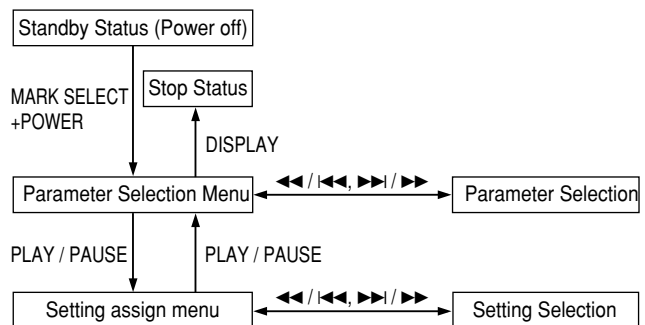 Standby Status (Power off)
MARK SELECT
+POWER
Stop Status
DISPLAY
Parameter Selection Menu
◀◀ / |◀◀, ▶▶| / ▶▶
Parameter Selection
PLAY / PAUSE
PLAY / PAUSE
Setting assign menu
◀◀ / |◀◀, ▶▶| / ▶▶
Setting Selection